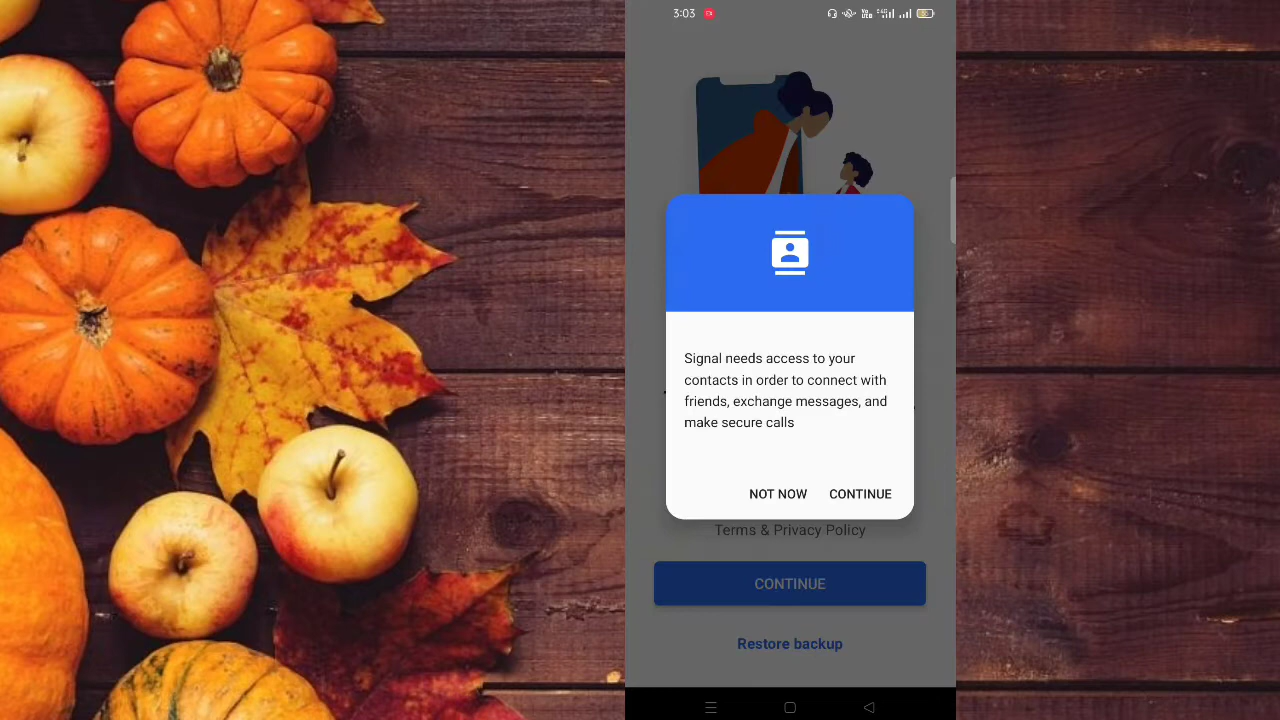 3:03
Signal needs access to your
contacts in order to connect with
friends, exchange messages, and
make secure calls
NOT NOW CONTINUE
Terms & Privacy Policy
CONTINUE
Restore backup